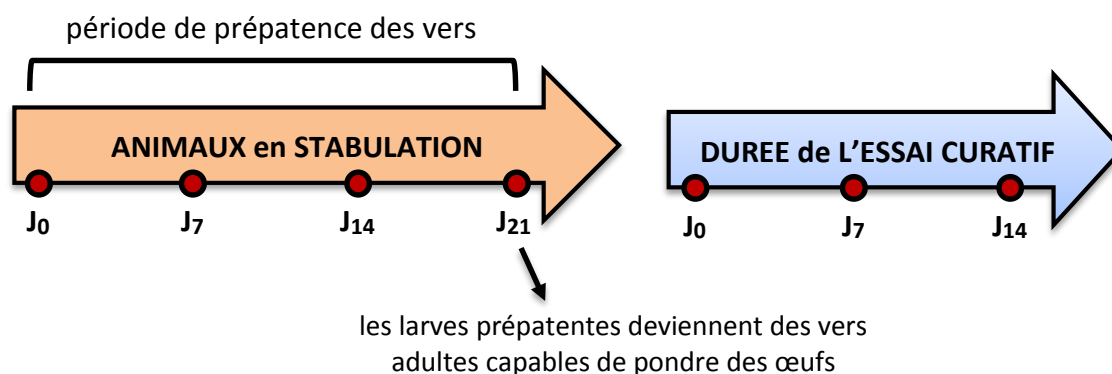 période de prépatence des vers
ANIMAUX en STABULATION
J0 J7 J14 J21
DUREE de L'ESSAI CURATIF
J0 J7 J14
les larves prépatentes deviennent des vers
adultes capables de pondre des œufs